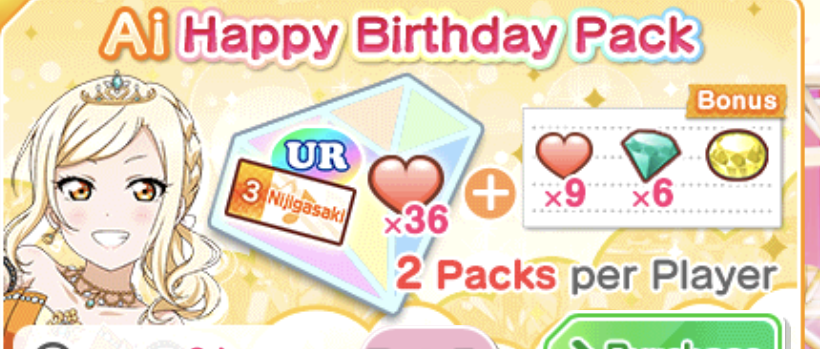 Ai Happy Birthday Pack
Bonus
UR
3 Nijigasaki
×36
×9 ×6
2 Packs per Player